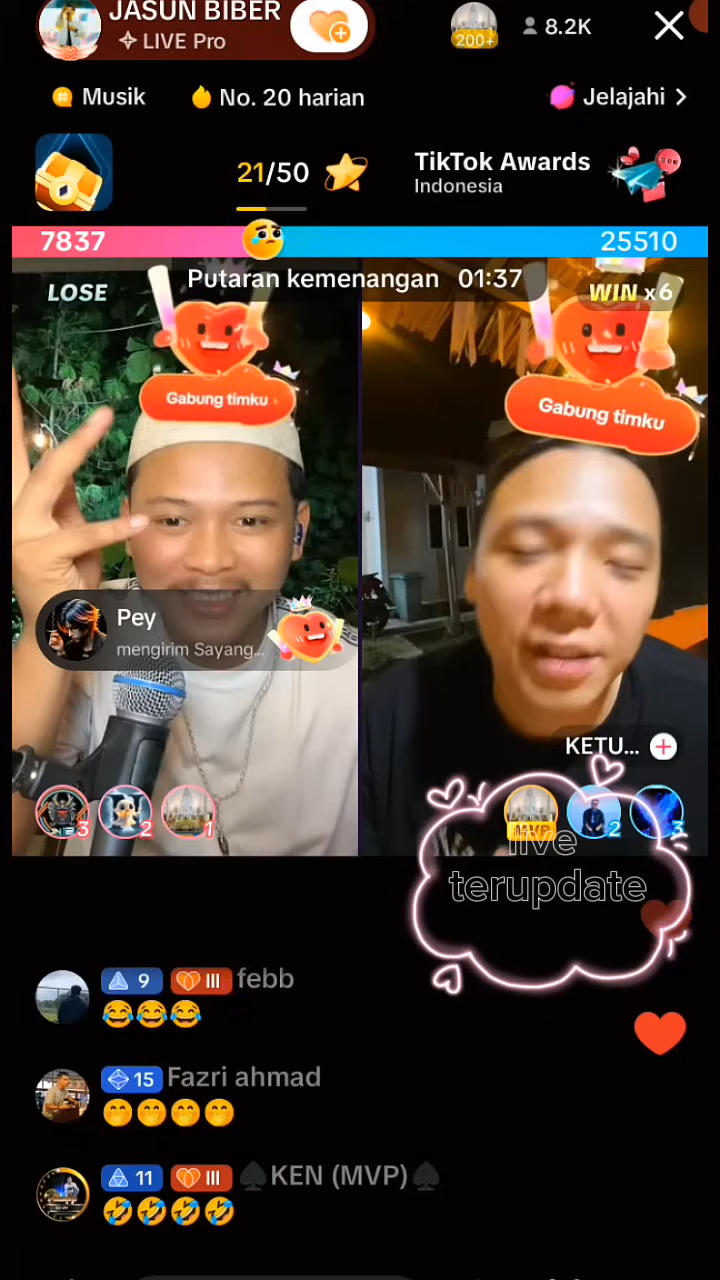 JASUN BIBER
LIVE Pro
200+
8.2K
Musik
No. 20 harian
Jelajahi
21/50
TikTok Awards
Indonesia
7837
25510
LOSE
Putaran kemenangan 01:37
WIN x6
Gabung timku
Gabung timku
Pey
mengirim Sayang...
KETU...
3
2
1
MVP
2
3
live
terupdate
9
III
febb
😂😂😂
15
Fazri ahmad
🤭🤭🤭🤭
11
III
♠KEN (MVP)♠
🤣🤣🤣🤣